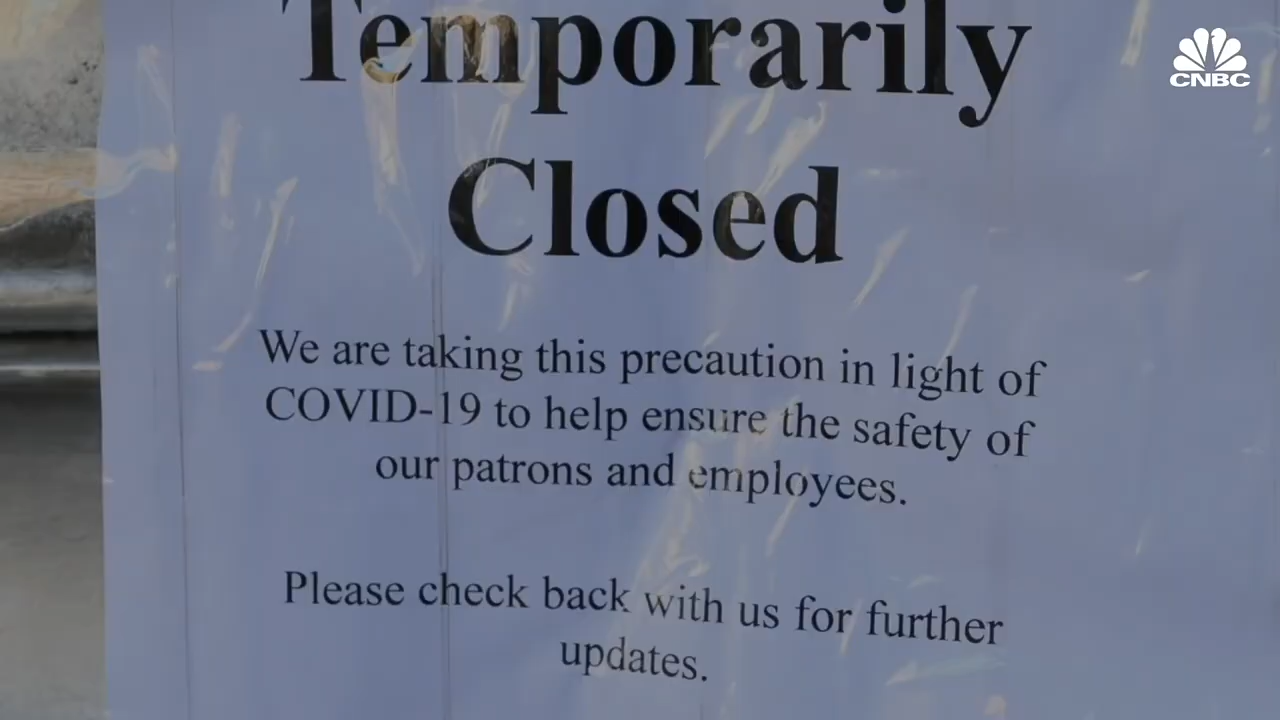 CNBC
Temporarily
Closed
We are taking this precaution in light of
COVID-19 to help ensure the safety of
our patrons and employees.
Please check back with us for further
updates.